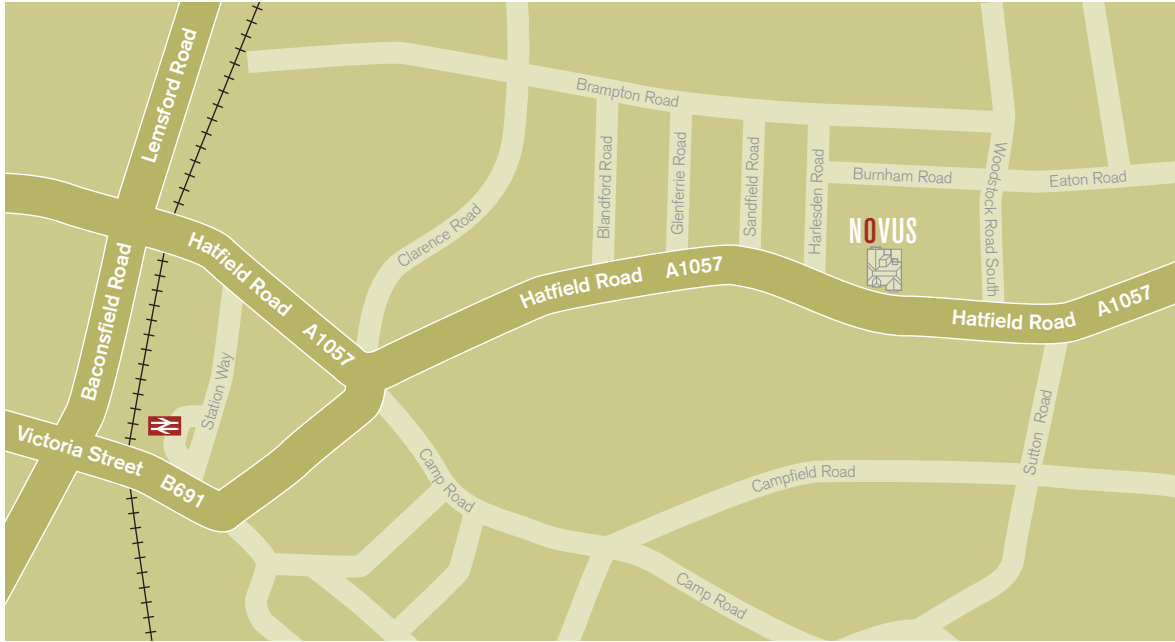 Lemsford Road
Brampton Road
Blandford Road
Glenferrie Road
Sandfield Road
Harlesden Road
Burnham Road
Woodstock Road South
Eaton Road
Clarence Road
NOVUS
Hatfield Road A1057
Hatfield Road A1057
Hatfield Road A1057
Baconsfield Road
Station Way
Victoria Street B691
Camp Road
Campfield Road
Sutton Road
Camp Road